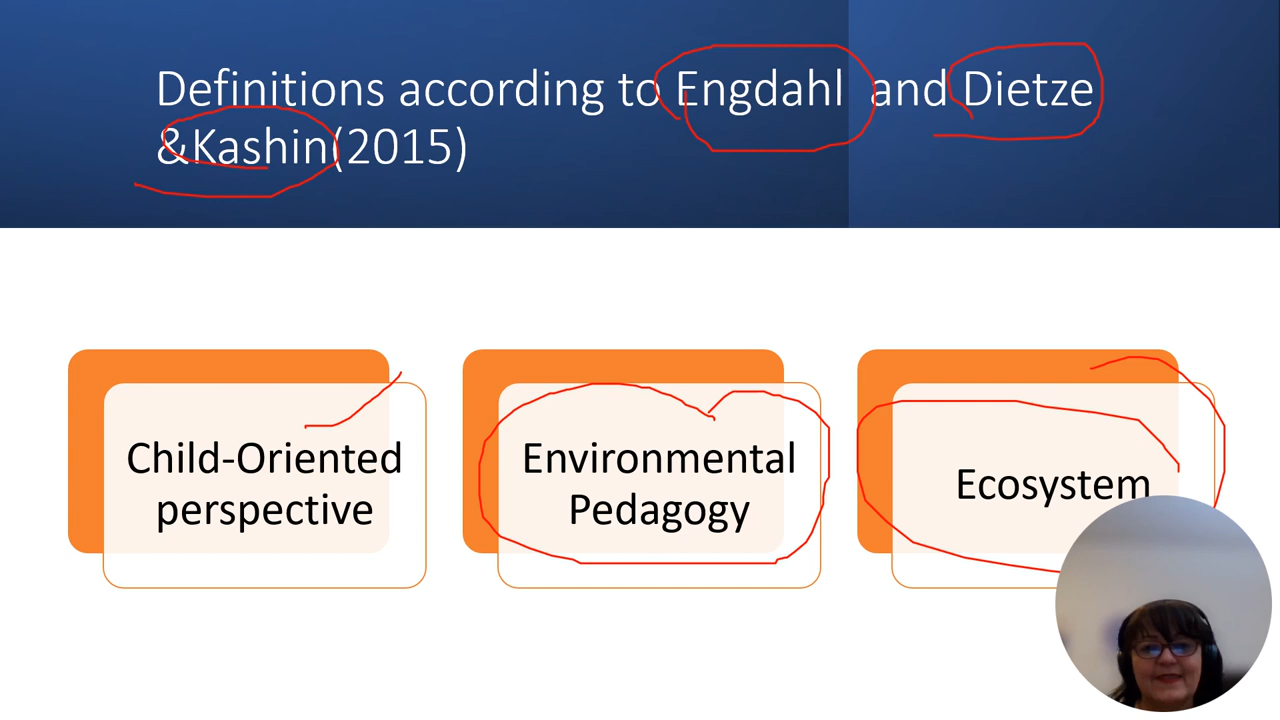 Definitions according to Engdahl and Dietze
&Kashin(2015)
Child-Oriented
perspective
Environmental
Pedagogy
Ecosystem